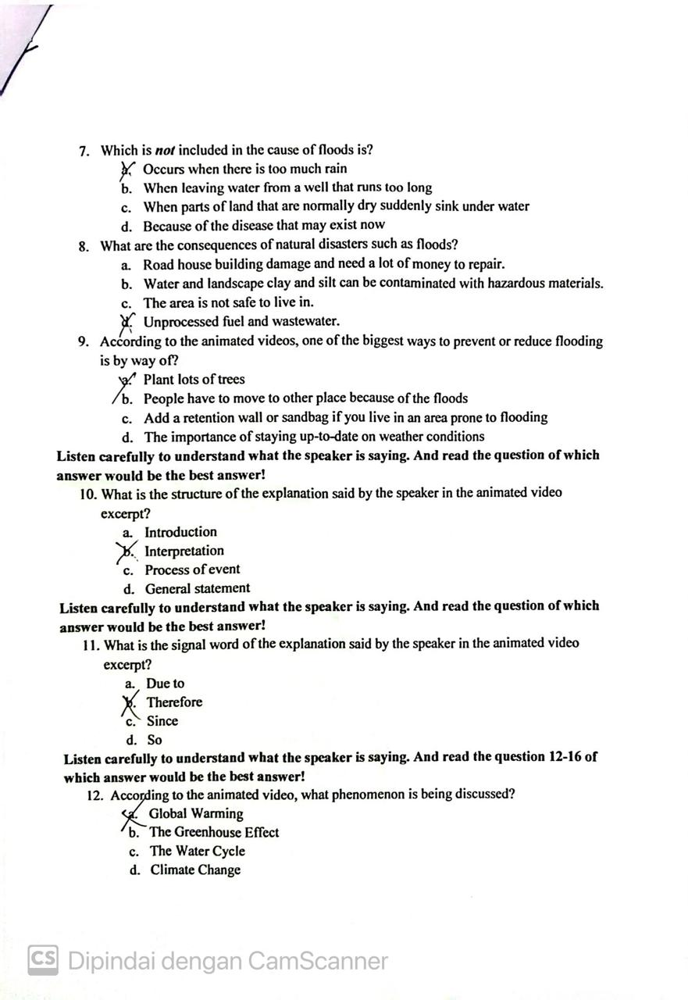 7. Which is not included in the cause of floods is?
a. Occurs when there is too much rain
b. When leaving water from a well that runs too long
c. When parts of land that are normally dry suddenly sink under water
d. Because of the disease that may exist now
8. What are the consequences of natural disasters such as floods?
a. Road house building damage and need a lot of money to repair.
b. Water and landscape clay and silt can be contaminated with hazardous materials.
c. The area is not safe to live in.
d. Unprocessed fuel and wastewater.
9. According to the animated videos, one of the biggest ways to prevent or reduce flooding
is by way of?
a. Plant lots of trees
b. People have to move to other place because of the floods
c. Add a retention wall or sandbag if you live in an area prone to flooding
d. The importance of staying up-to-date on weather conditions
Listen carefully to understand what the speaker is saying. And read the question of which
answer would be the best answer!
10. What is the structure of the explanation said by the speaker in the animated video
excerpt?
a. Introduction
b. Interpretation
c. Process of event
d. General statement
Listen carefully to understand what the speaker is saying. And read the question of which
answer would be the best answer!
11. What is the signal word of the explanation said by the speaker in the animated video
excerpt?
a. Due to
b. Therefore
c. Since
d. So
Listen carefully to understand what the speaker is saying. And read the question 12-16 of
which answer would be the best answer!
12. According to the animated video, what phenomenon is being discussed?
a. Global Warming
b. The Greenhouse Effect
c. The Water Cycle
d. Climate Change
CS Dipindai dengan CamScanner